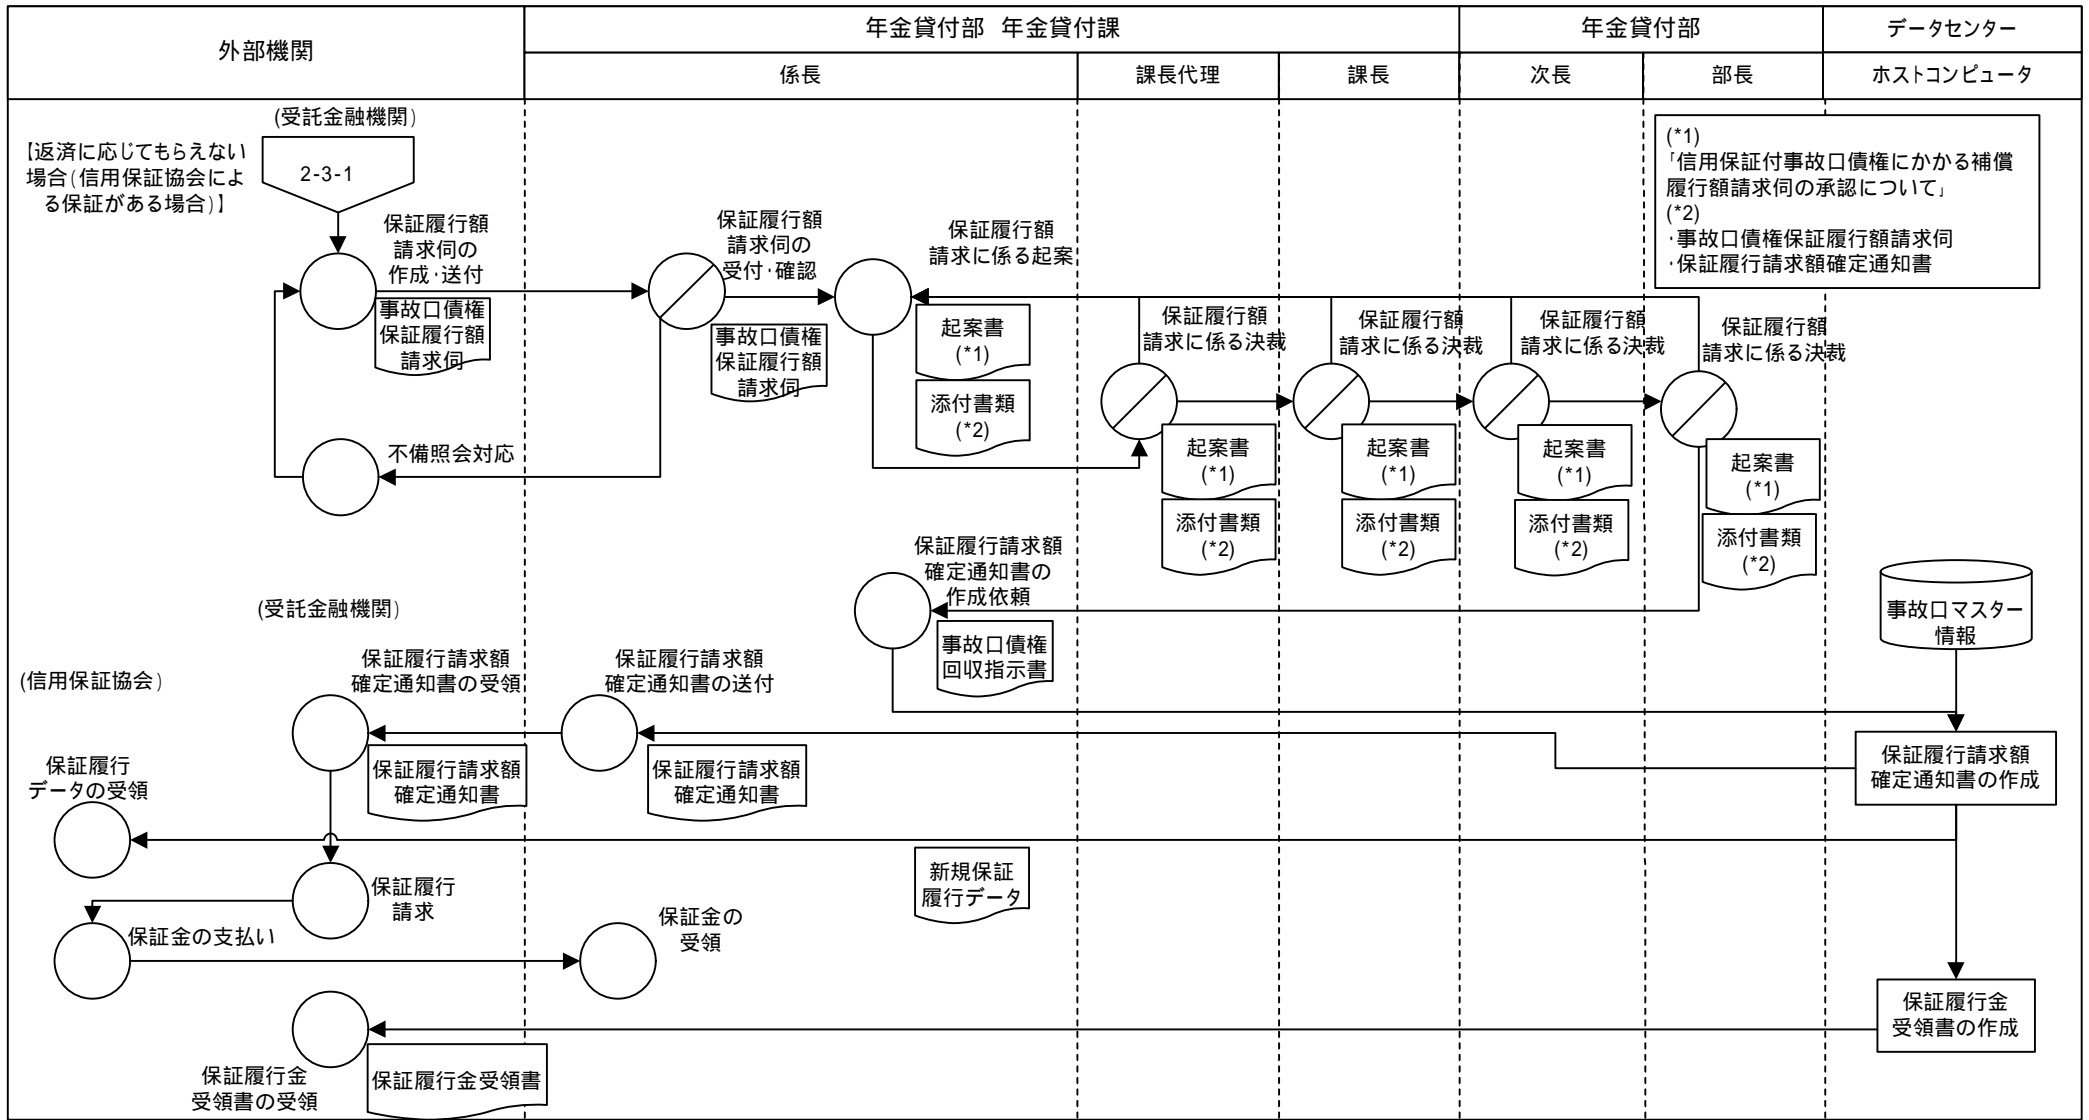 外部機関
年金貸付部 年金貸付課
年金貸付部
データセンター
係長
課長代理
課長
次長
部長
ホストコンピュータ
(受託金融機関)
【返済に応じてもらえない
場合(信用保証協会によ
る保証がある場合)】
2-3-1
保証履行額
請求伺の
作成・送付
事故口債権
保証履行額
請求伺
保証履行額
請求伺の
受付・確認
事故口債権
保証履行額
請求伺
保証履行額
請求に係る起案
起案書
(*1)
添付書類
(*2)
(*1)
「信用保証付事故口債権にかかる補償
履行額請求伺の承認について」
(*2)
・事故口債権保証履行額請求伺
・保証履行請求額確定通知書
保証履行額
請求に係る決裁
保証履行額
請求に係る決裁
保証履行額
請求に係る決裁
保証履行額
請求に係る決裁
不備照会対応
起案書
(*1)
添付書類
(*2)
起案書
(*1)
添付書類
(*2)
起案書
(*1)
添付書類
(*2)
起案書
(*1)
添付書類
(*2)
保証履行請求額
確定通知書の
作成依頼
事故口債権
回収指示書
事故口マスター
情報
(受託金融機関)
(信用保証協会)
保証履行請求額
確定通知書の受領
保証履行請求額
確定通知書の送付
保証履行請求額
確定通知書
保証履行請求額
確定通知書
保証履行請求額
確定通知書の作成
保証履行
データの受領
新規保証
履行データ
保証履行
請求
保証金の支払い
保証金の
受領
保証履行金
受領書の作成
保証履行金
受領書の受領
保証履行金受領書